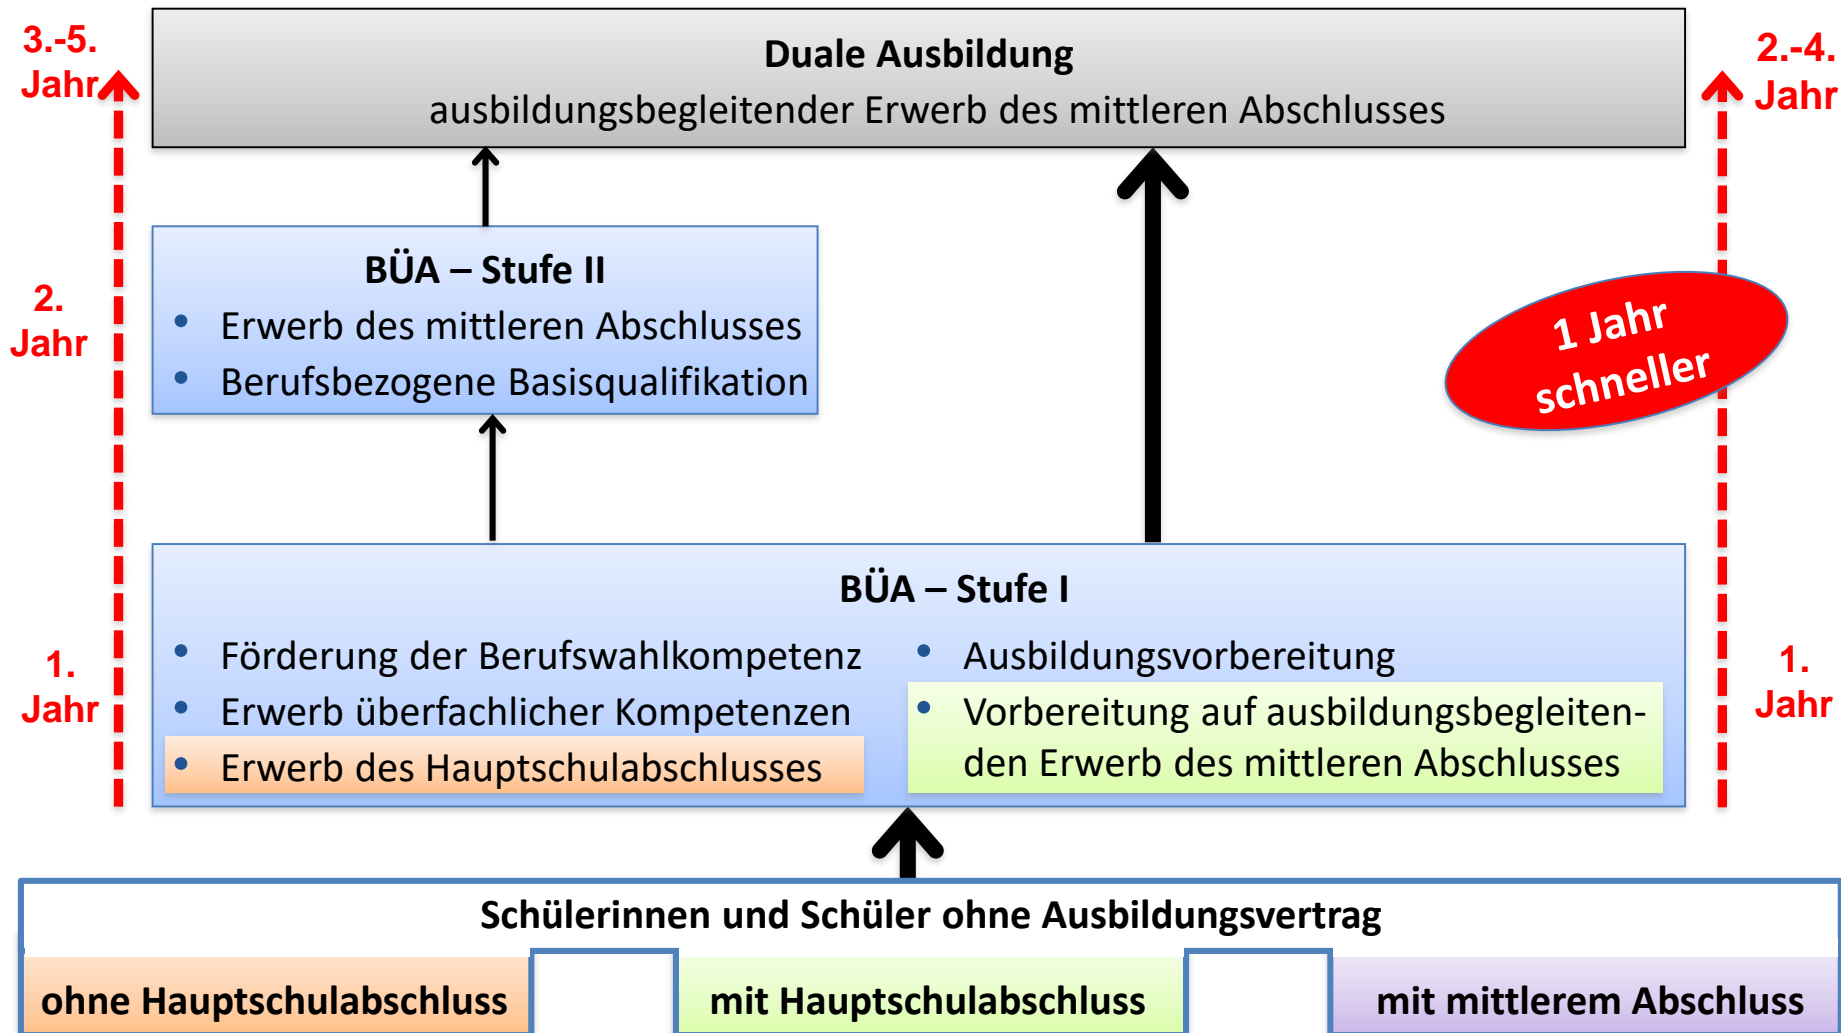 3.-5.
Jahr
Duale Ausbildung
ausbildungsbegleitender Erwerb des mittleren Abschlusses
2.-4.
Jahr
2.
Jahr
BÜA – Stufe II
• Erwerb des mittleren Abschlusses
• Berufsbezogene Basisqualifikation
1 Jahr
schneller
1.
Jahr
BÜA – Stufe I
• Förderung der Berufswahlkompetenz
• Erwerb überfachlicher Kompetenzen
• Erwerb des Hauptschulabschlusses
• Ausbildungsvorbereitung
• Vorbereitung auf ausbildungsbegleiten-
den Erwerb des mittleren Abschlusses
1.
Jahr
Schülerinnen und Schüler ohne Ausbildungsvertrag
ohne Hauptschulabschluss
mit Hauptschulabschluss
mit mittlerem Abschluss